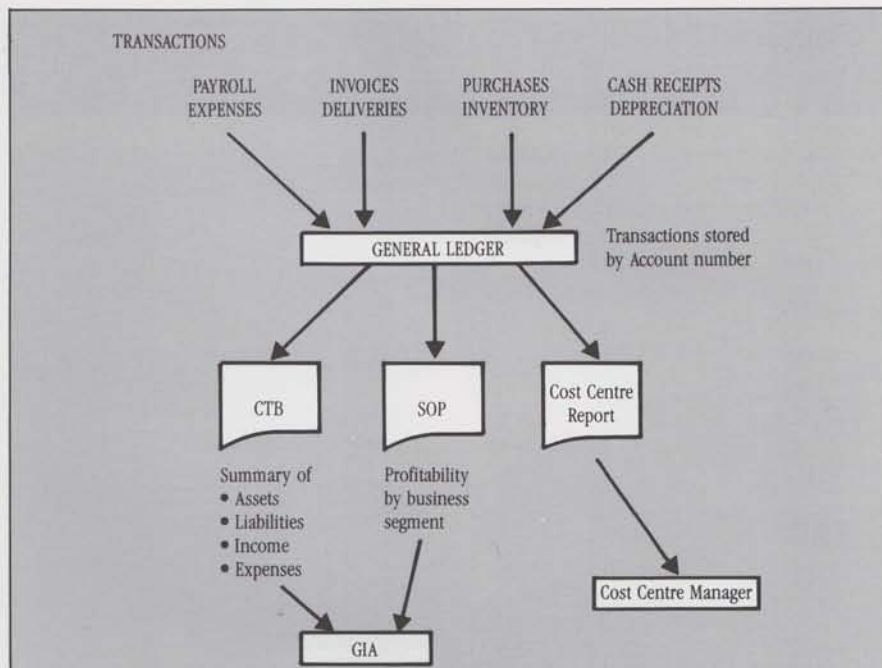 TRANSACTIONS
PAYROLL
EXPENSES
INVOICES
DELIVERIES
PURCHASES
INVENTORY
CASH RECEIPTS
DEPRECIATION
GENERAL LEDGER
Transactions stored
by Account number
CTB
SOP
Cost Centre
Report
Summary of
• Assets
• Liabilities
• Income
• Expenses
Profitability
by business
segment
Cost Centre Manager
GIA